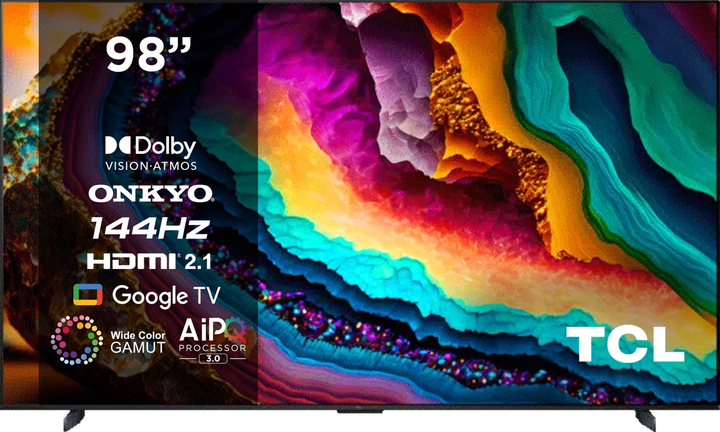 98”
Dolby
VISION·ATMOS
ONKYO
144Hz
HDMI 2.1
Google TV
Wide Color
GAMUT
AiPQ
PROCESSOR
3.0
TCL